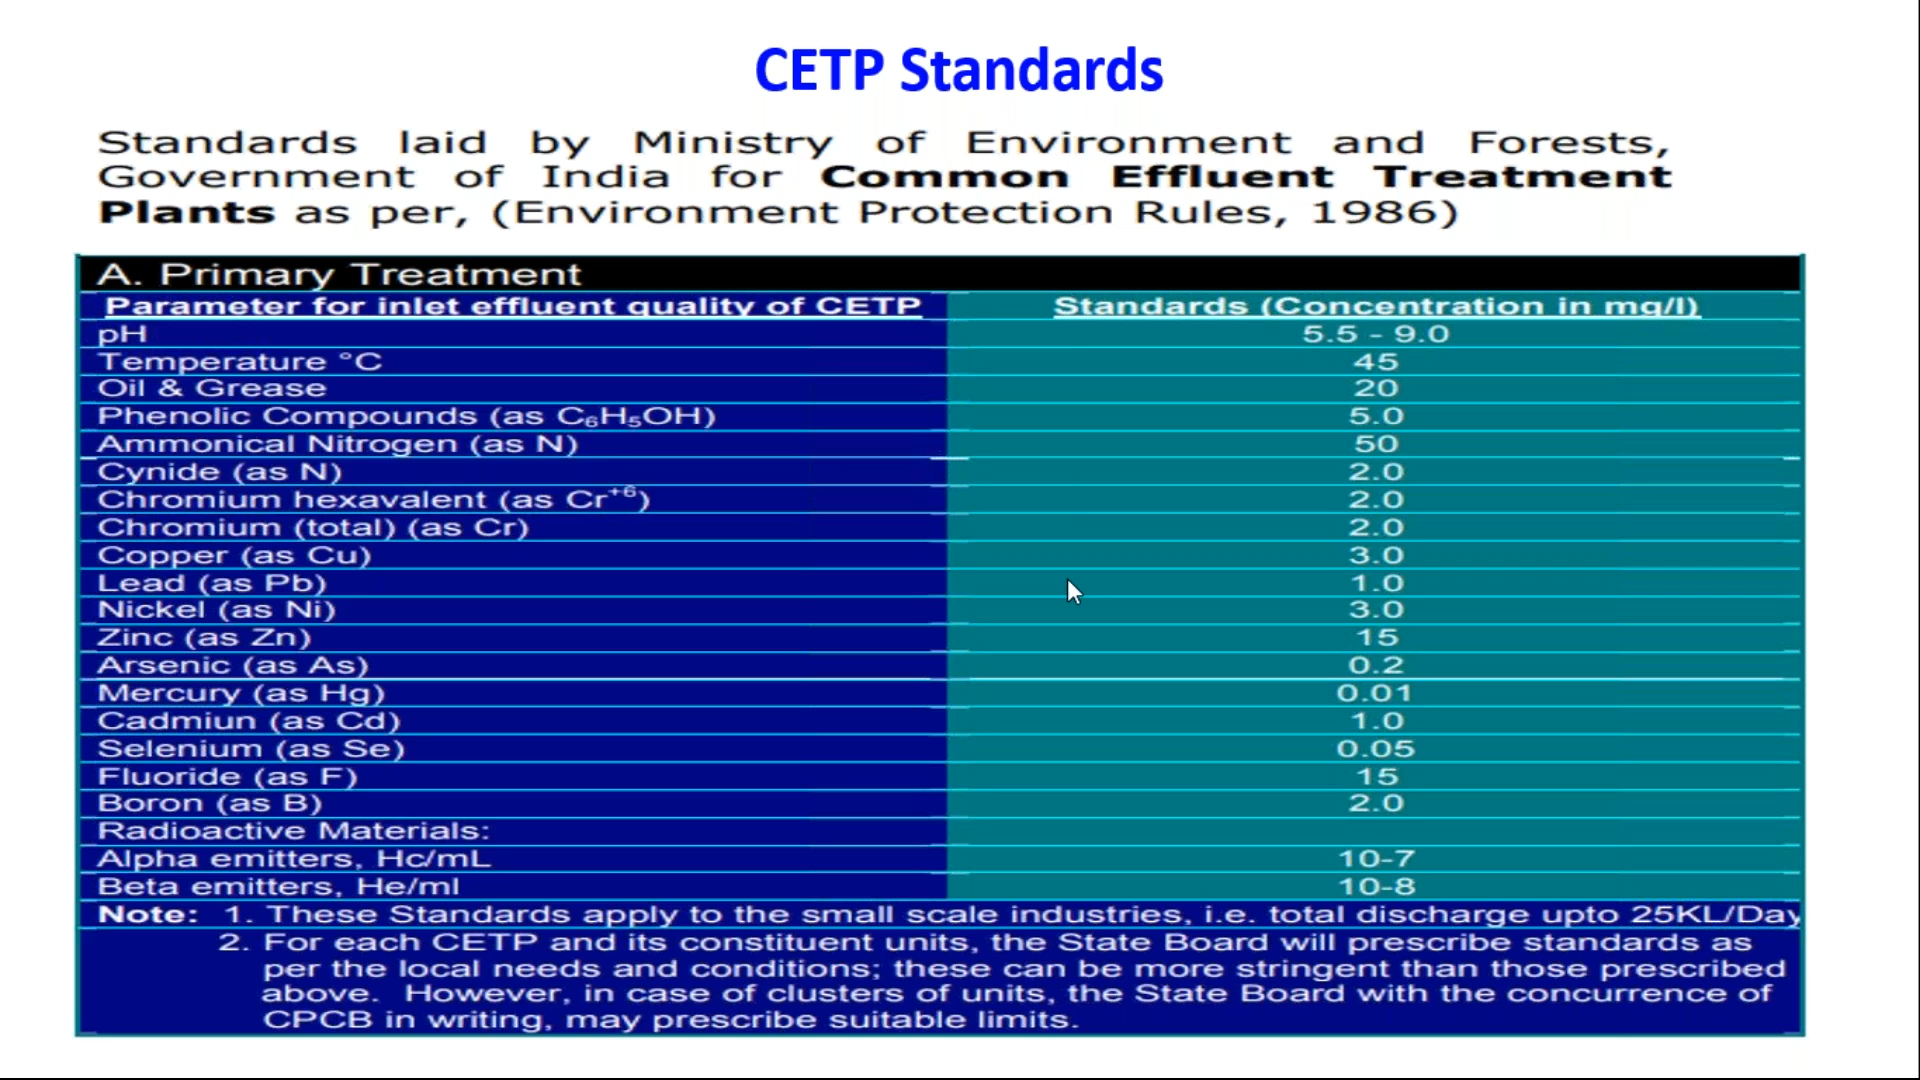 CETP Standards
Standards laid by Ministry of Environment and Forests,
Government of India for Common Effluent Treatment
Plants as per, (Environment Protection Rules, 1986)
A. Primary Treatment
Parameter for inlet effluent quality of CETP Standards (Concentration in mg/l)
pH 5.5 - 9.0
Temperature °C 45
Oil & Grease 20
Phenolic Compounds (as C₆H₅OH) 5.0
Ammonical Nitrogen (as N) 50
Cynide (as N) 2.0
Chromium hexavalent (as Cr⁺⁶) 2.0
Chromium (total) (as Cr) 2.0
Copper (as Cu) 3.0
Lead (as Pb) 1.0
Nickel (as Ni) 3.0
Zinc (as Zn) 15
Arsenic (as As) 0.2
Mercury (as Hg) 0.01
Cadmiun (as Cd) 1.0
Selenium (as Se) 0.05
Fluoride (as F) 15
Boron (as B) 2.0
Radioactive Materials:
Alpha emitters, Hc/mL 10-7
Beta emitters, He/ml 10-8
Note: 1. These Standards apply to the small scale industries, i.e. total discharge upto 25KL/Day
2. For each CETP and its constituent units, the State Board will prescribe standards as
per the local needs and conditions; these can be more stringent than those prescribed
above. However, in case of clusters of units, the State Board with the concurrence of
CPCB in writing, may prescribe suitable limits.